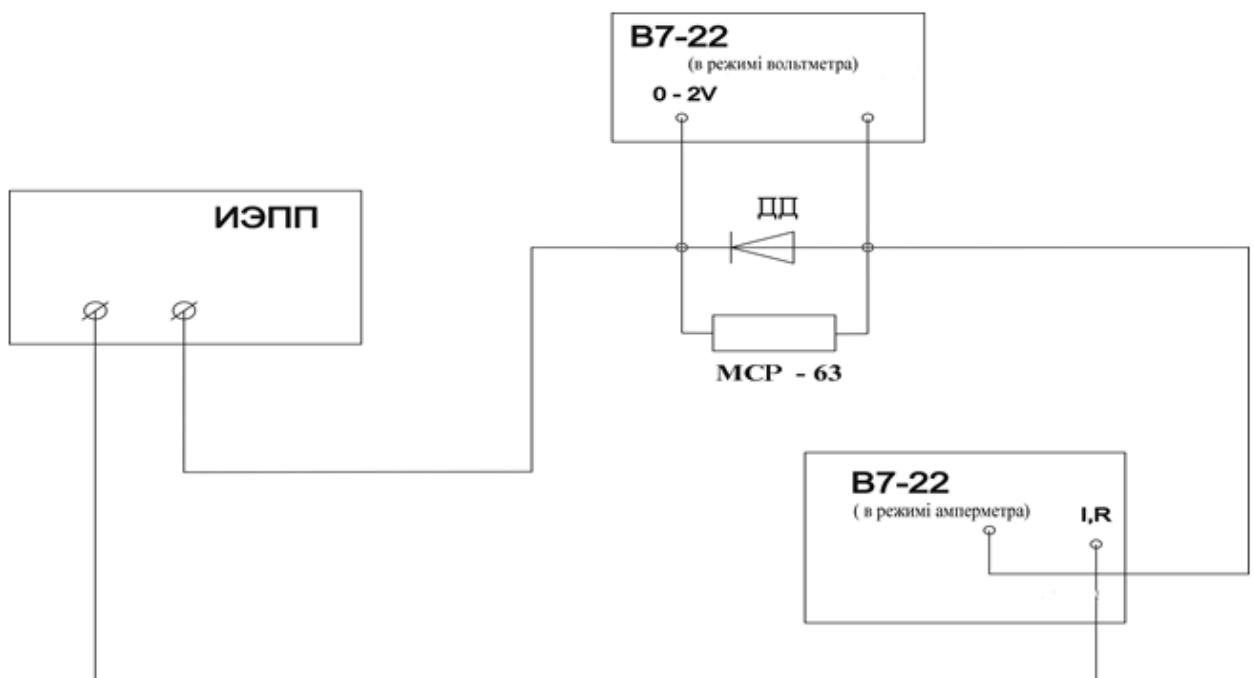 В7-22
(в режимі вольтметра)
0 - 2V
ИЭПП
ДД
МСР - 63
В7-22
( в режимі амперметра)
I,R